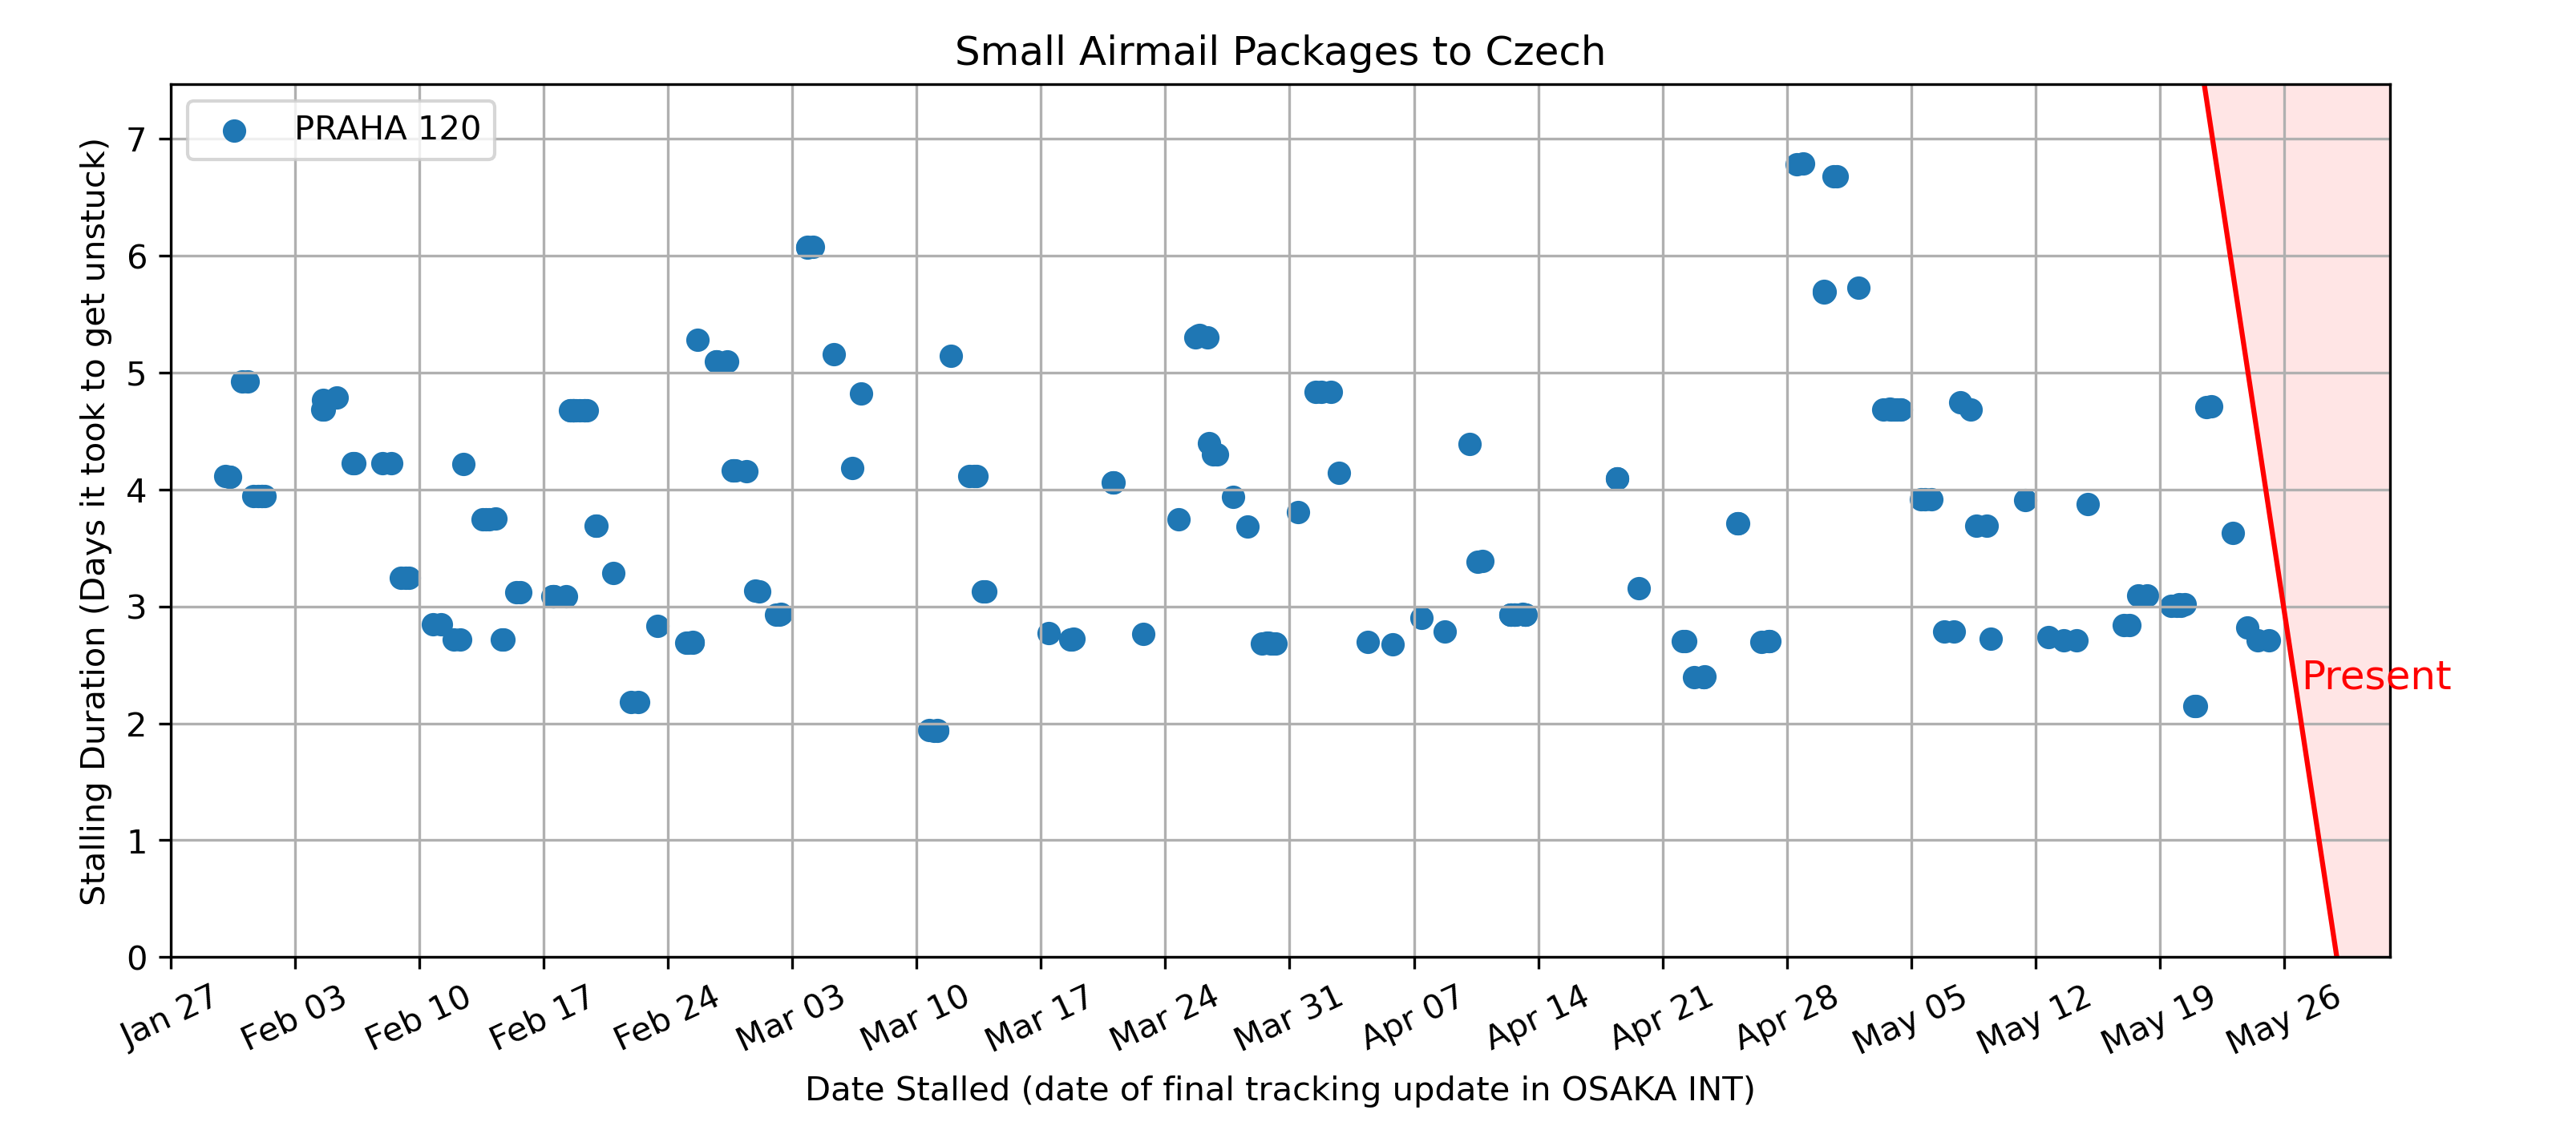 Small Airmail Packages to Czech
PRAHA 120
Stalling Duration (Days it took to get unstuck)
7
6
5
4
3
2
1
0
Present
Jan 27
Feb 03
Feb 10
Feb 17
Feb 24
Mar 03
Mar 10
Mar 17
Mar 24
Mar 31
Apr 07
Apr 14
Apr 21
Apr 28
May 05
May 12
May 19
May 26
Date Stalled (date of final tracking update in OSAKA INT)